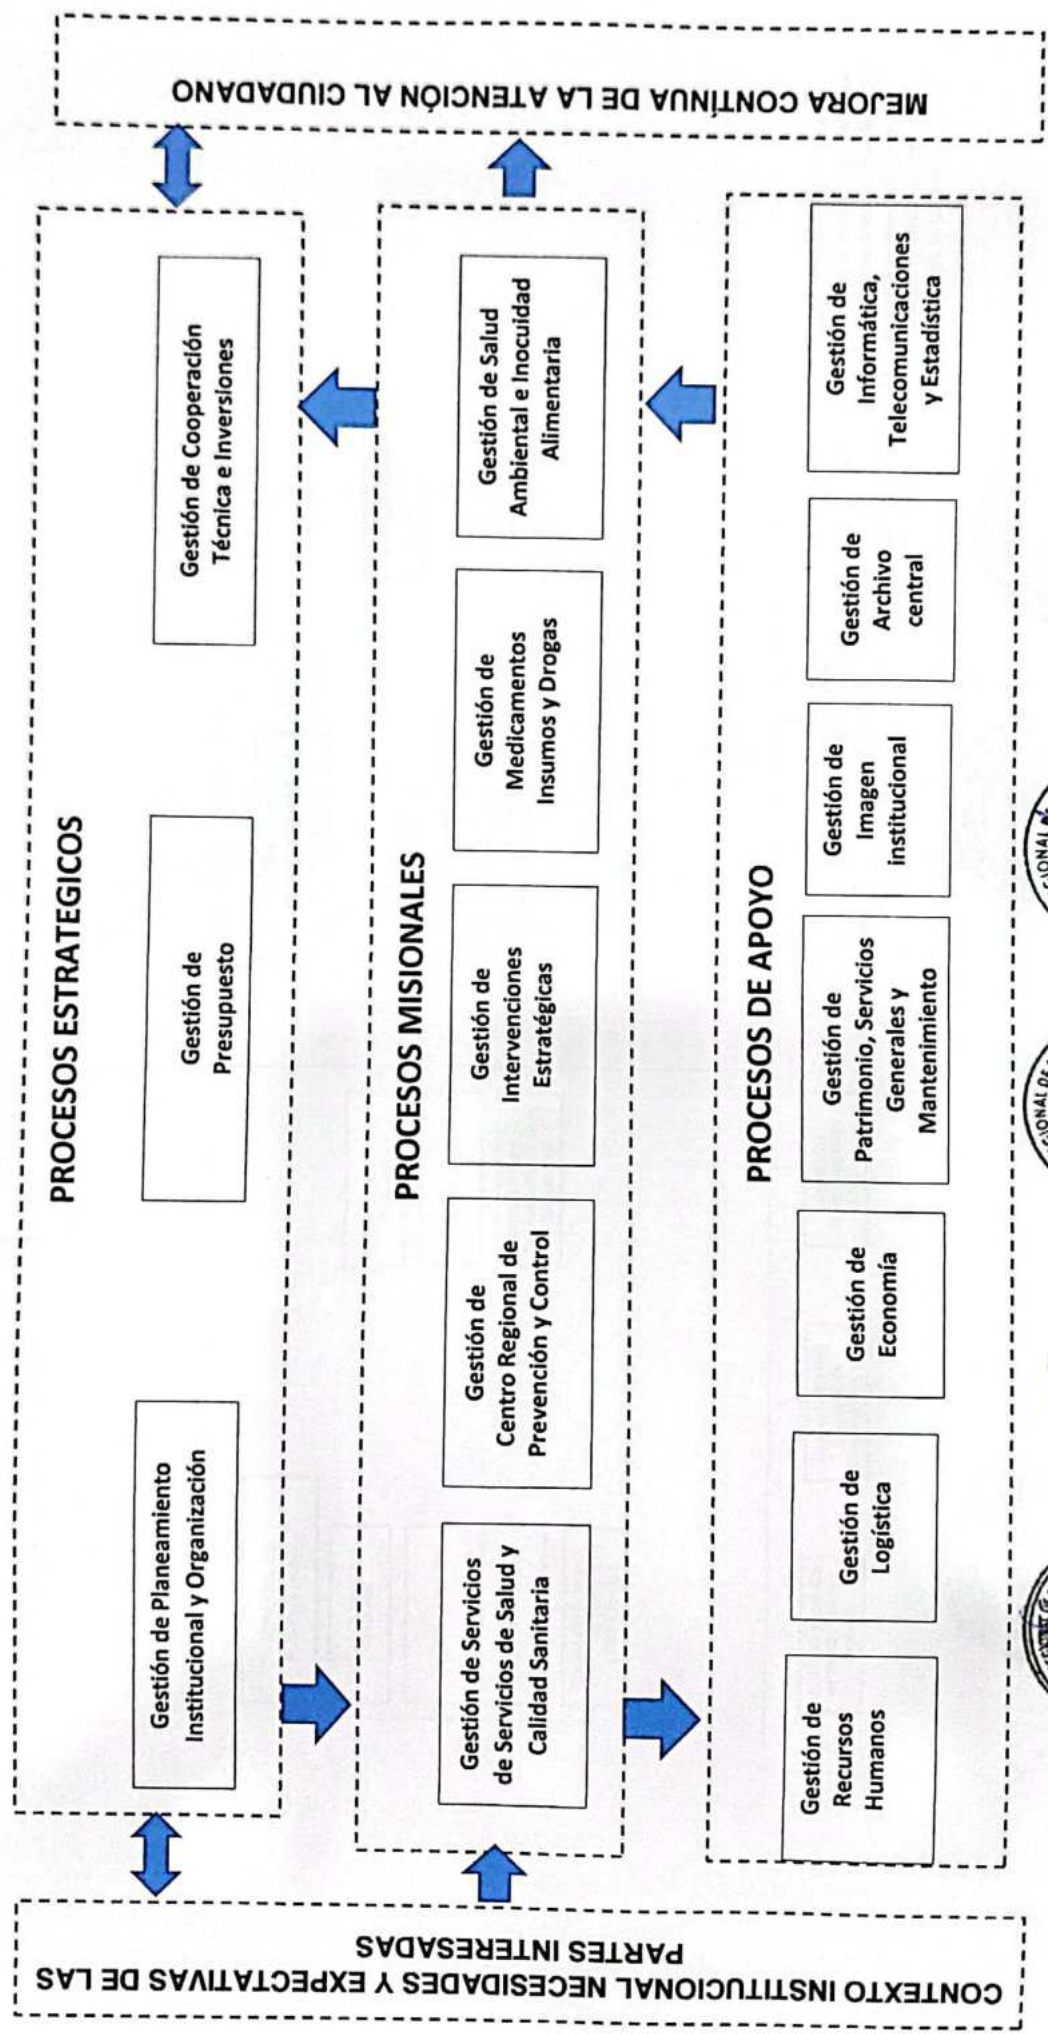 CONTEXTO INSTITUCIONAL NECESIDADES Y EXPECTATIVAS DE LAS
PARTES INTERESADAS
PROCESOS ESTRATEGICOS
Gestión de Planeamiento
Institucional y Organización
Gestión de
Presupuesto
Gestión de Cooperación
Técnica e Inversiones
PROCESOS MISIONALES
Gestión de Servicios
de Servicios de Salud y
Calidad Sanitaria
Gestión de
Centro Regional de
Prevención y Control
Gestión de
Intervenciones
Estratégicas
Gestión de
Medicamentos
Insumos y Drogas
Gestión de Salud
Ambiental e Inocuidad
Alimentaria
PROCESOS DE APOYO
Gestión de
Recursos
Humanos
Gestión de
Logística
Gestión de
Economía
Gestión de
Patrimonio, Servicios
Generales y
Mantenimiento
Gestión de
Imagen
institucional
Gestión de
Archivo
central
Gestión de
Informática,
Telecomunicaciones
y Estadística
MEJORA CONTÍNUA DE LA ATENCIÓN AL CIUDADANO